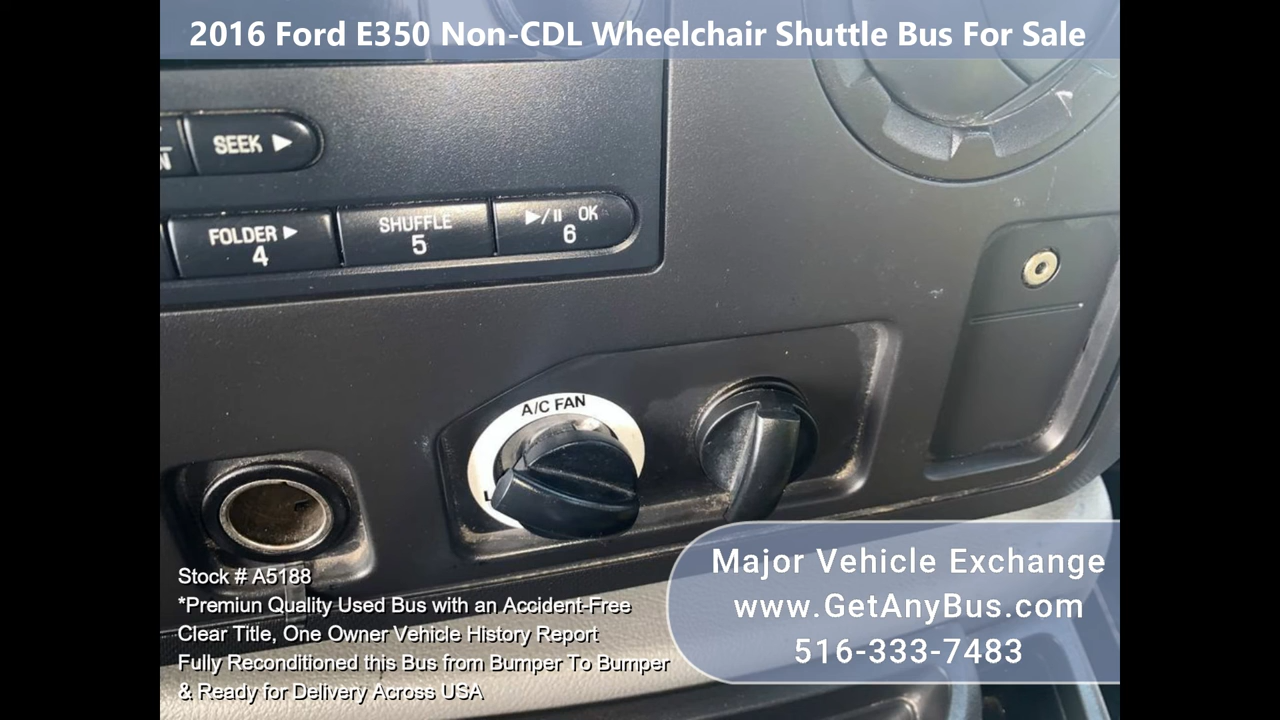 2016 Ford E350 Non-CDL Wheelchair Shuttle Bus For Sale
SEEK ►
N
FOLDER ►
4
SHUFFLE
5
►/II OK
6
A/C FAN
L
Stock # A5188
*Premiun Quality Used Bus with an Accident-Free
Clear Title, One Owner Vehicle History Report
Fully Reconditioned this Bus from Bumper To Bumper
& Ready for Delivery Across USA
Major Vehicle Exchange
www.GetAnyBus.com
516-333-7483